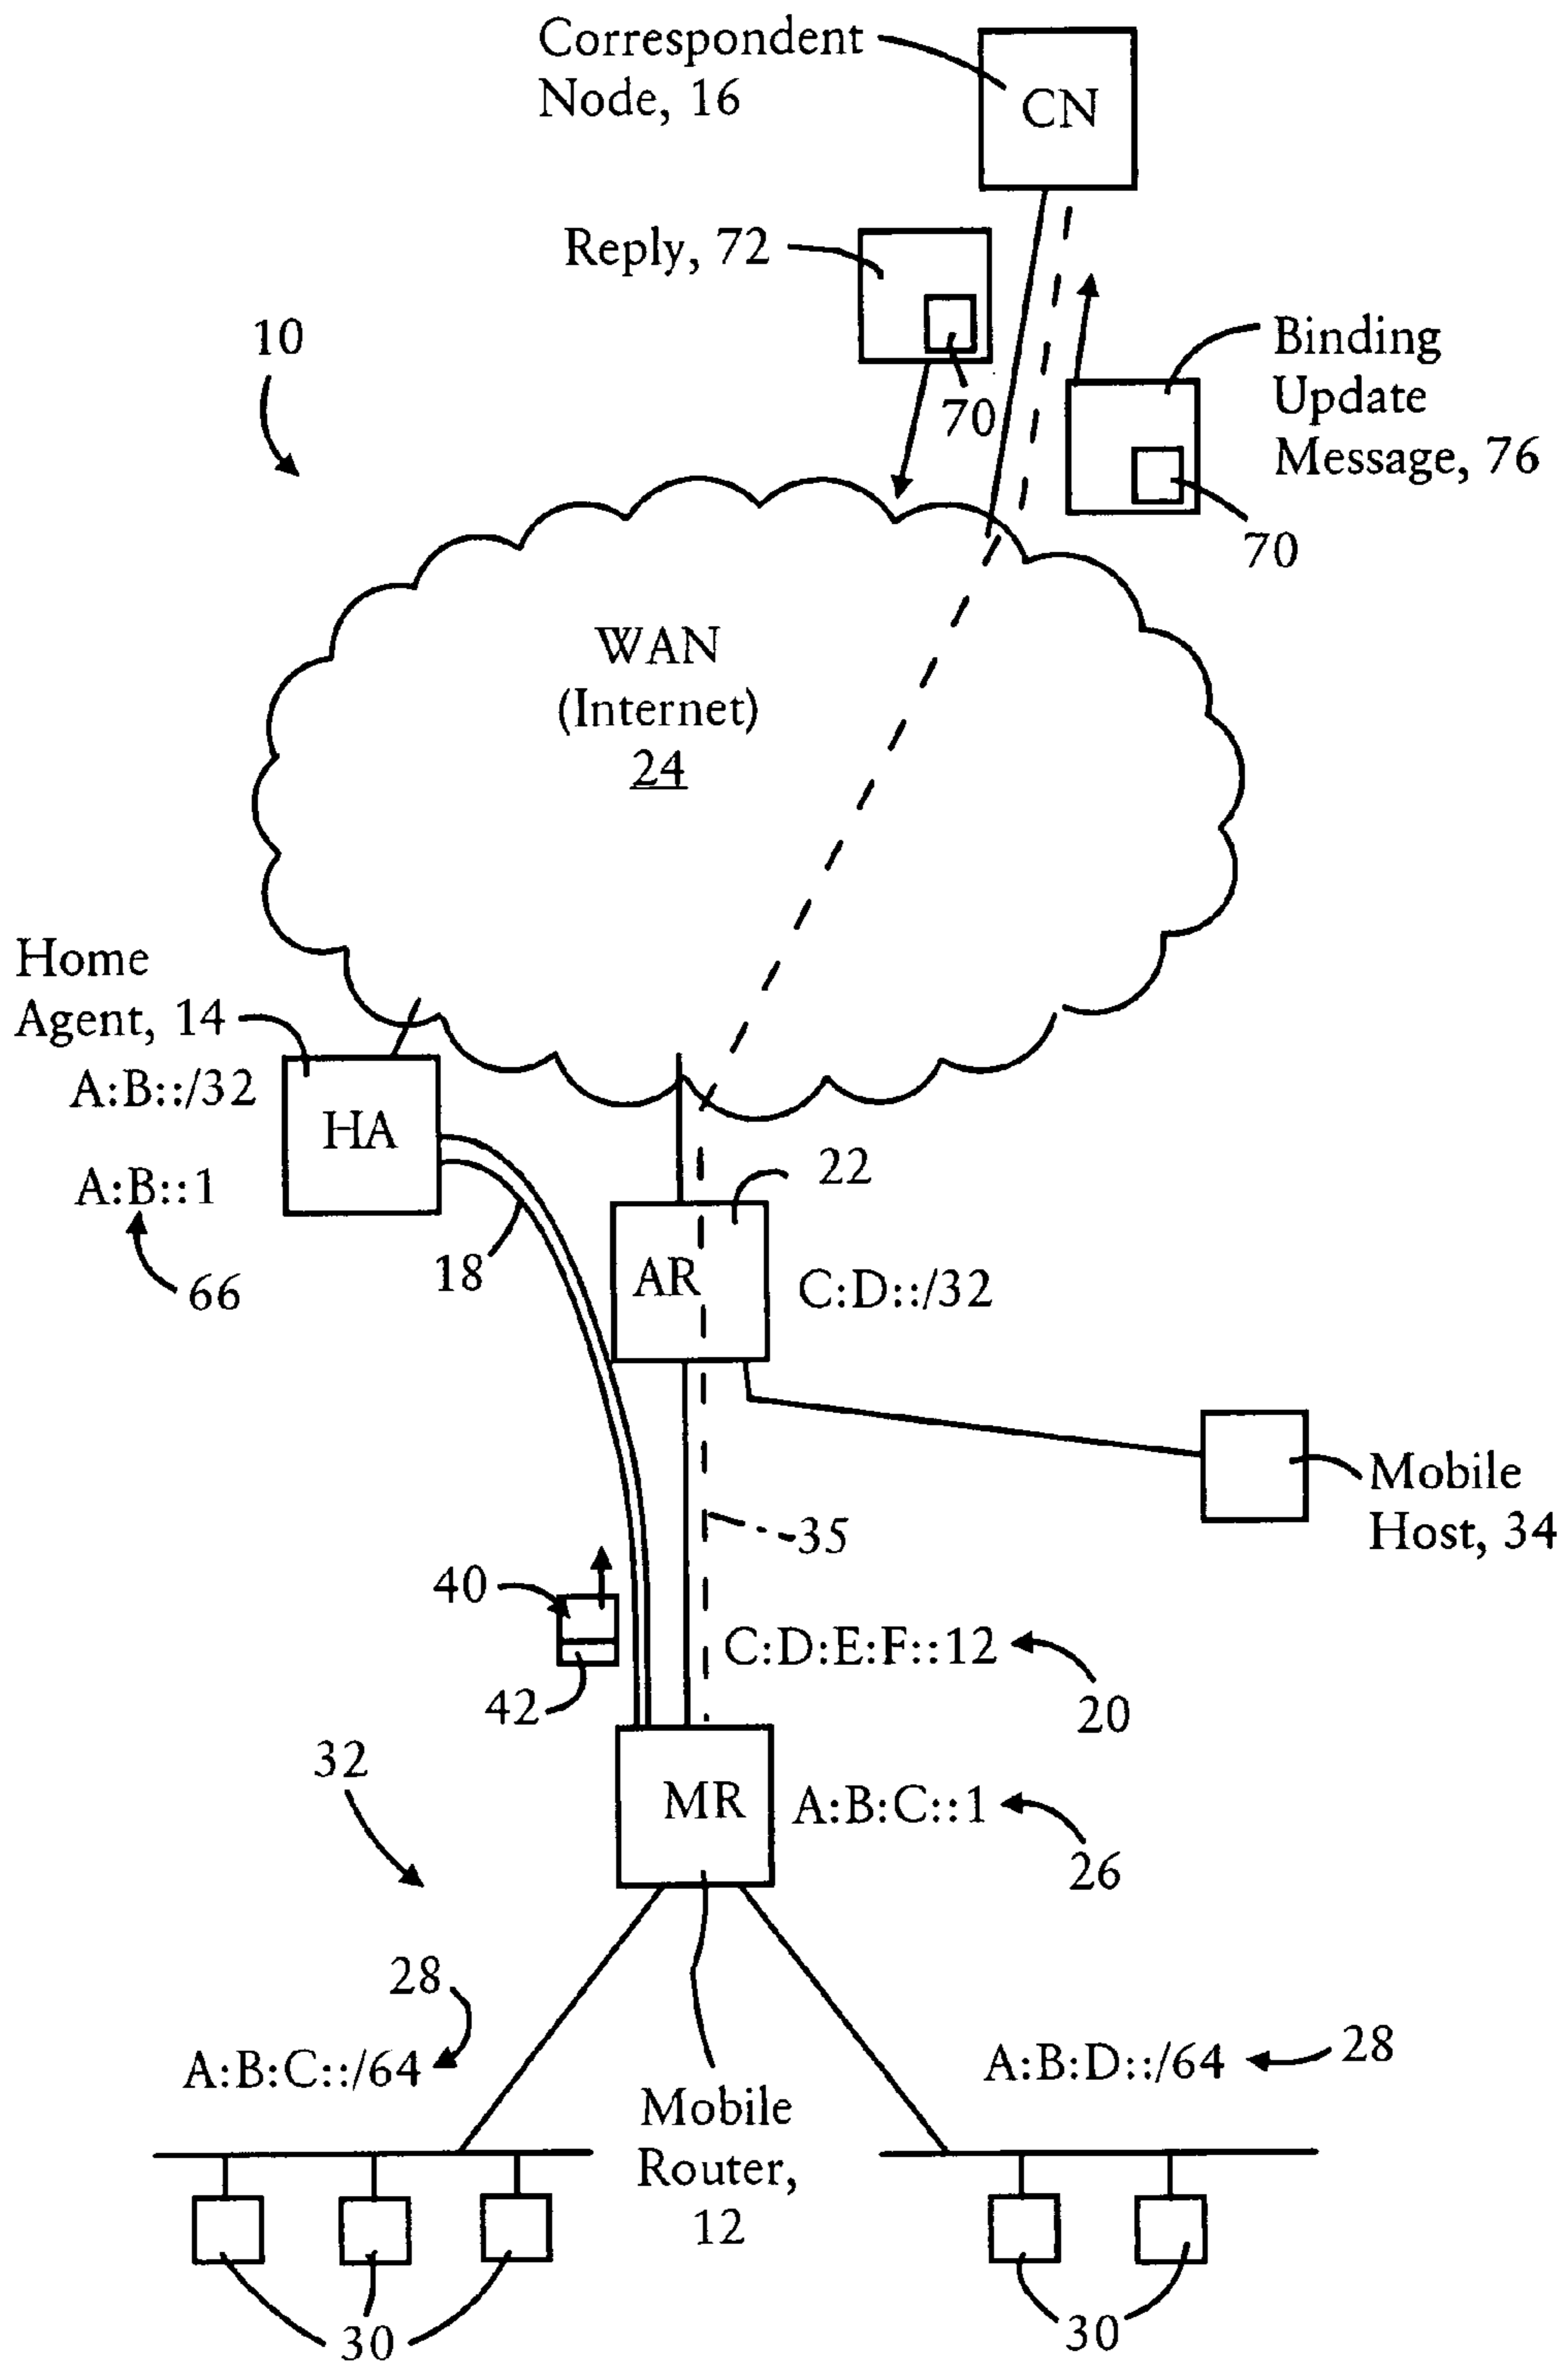 Correspondent
Node, 16
CN
Reply, 72
10
70
Binding
Update
Message, 76
70
WAN
(Internet)
24
Home
Agent, 14
A:B::/32
HA
A:B::1
66
18
22
AR
C:D::/32
Mobile
Host, 34
35
40
42
C:D:E:F::12
20
32
MR
A:B:C::1
26
28
A:B:C::/64
A:B:D::/64
28
Mobile
Router,
12
30
30